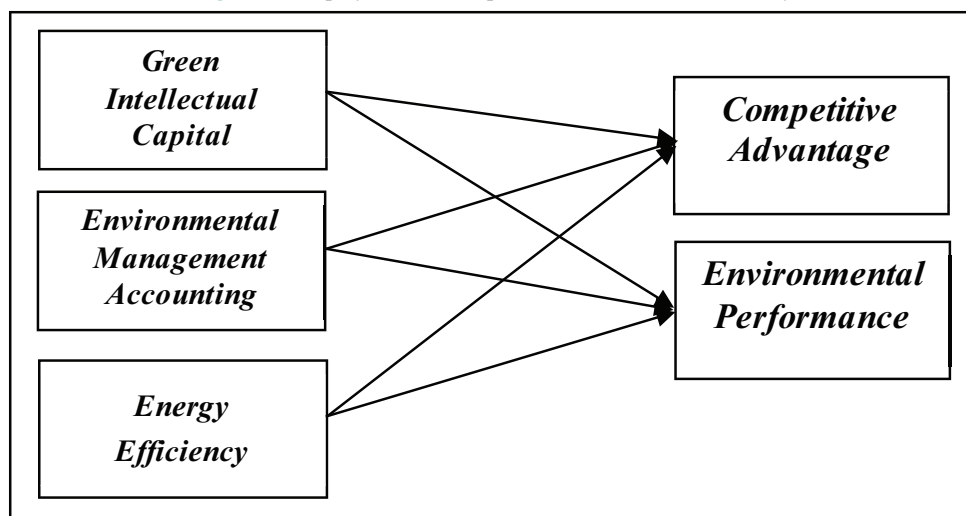 Green
Intellectual
Capital
Competitive
Advantage
Environmental
Management
Accounting
Environmental
Performance
Energy
Efficiency